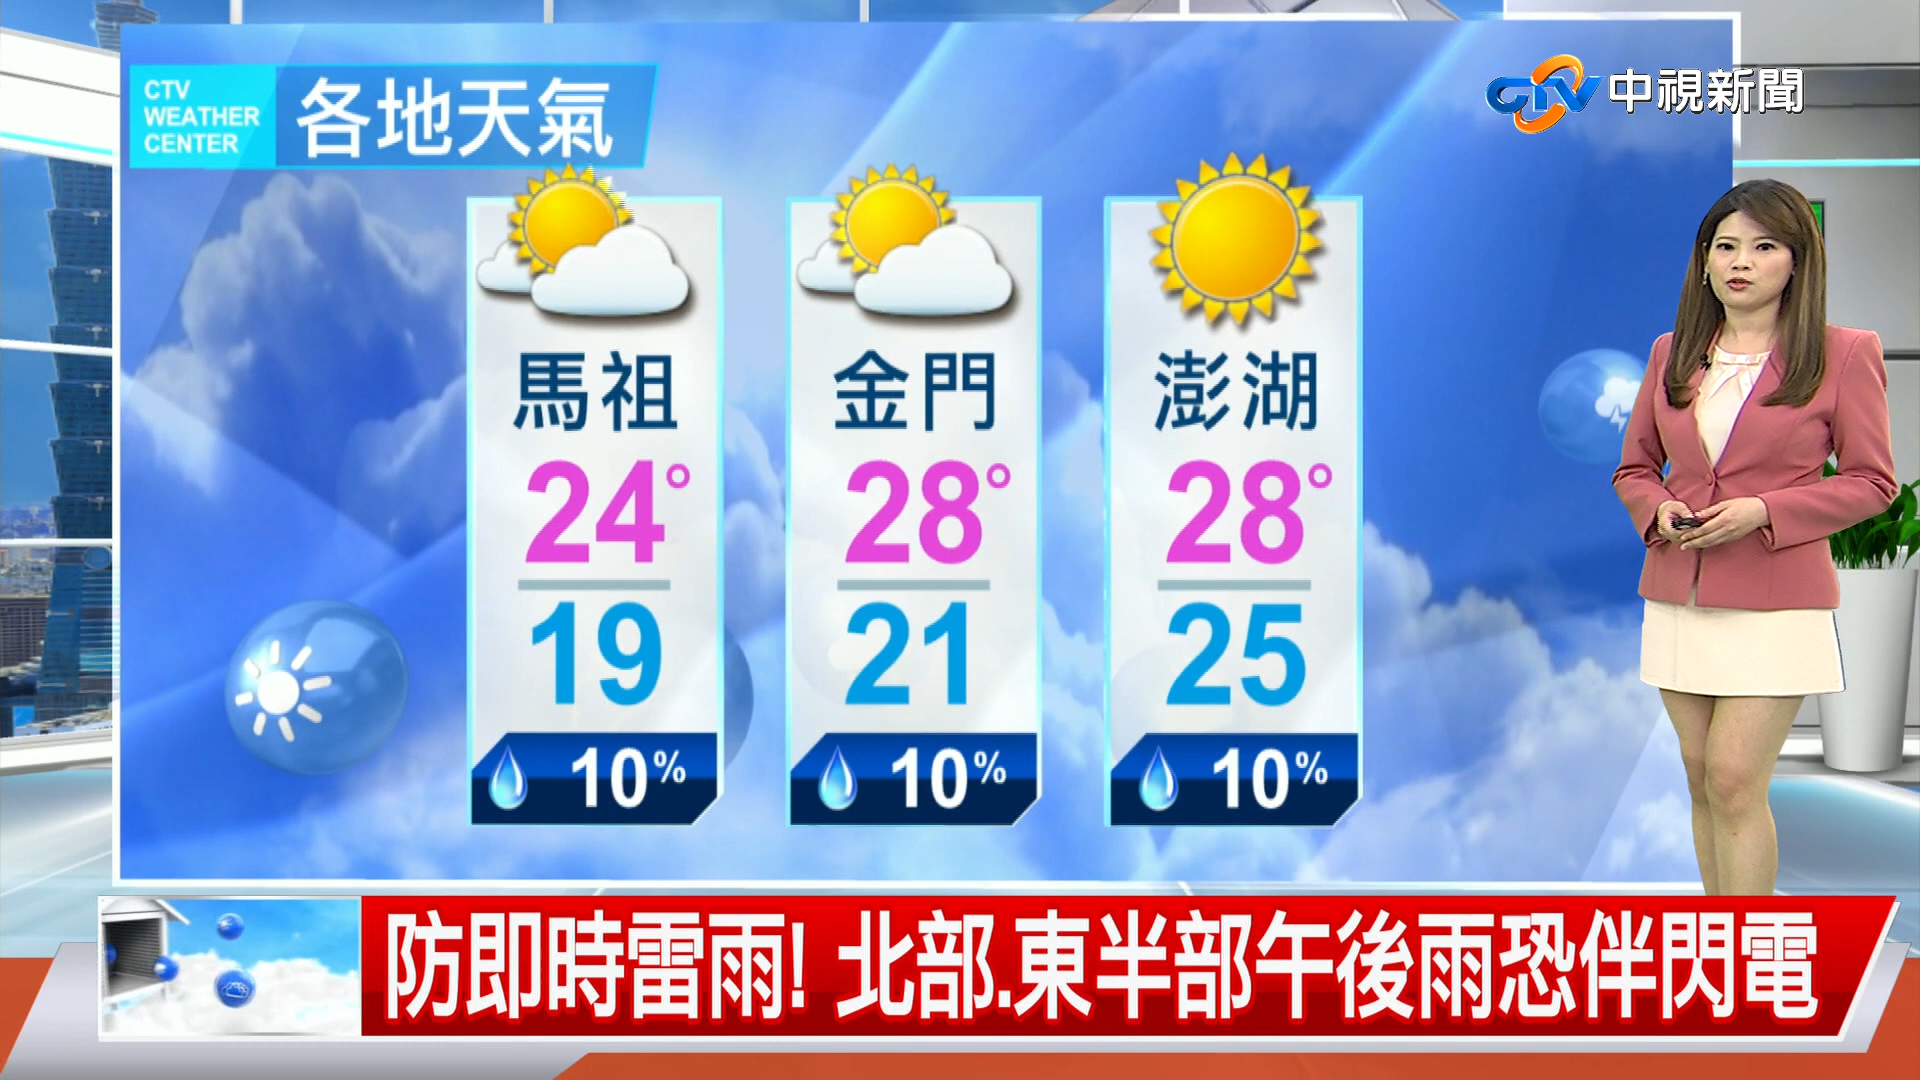 CTV
WEATHER
CENTER
各地天氣
CTV 中視新聞
馬祖
24°
19
10%
金門
28°
21
10%
澎湖
28°
25
10%
防即時雷雨! 北部.東半部午後雨恐伴閃電